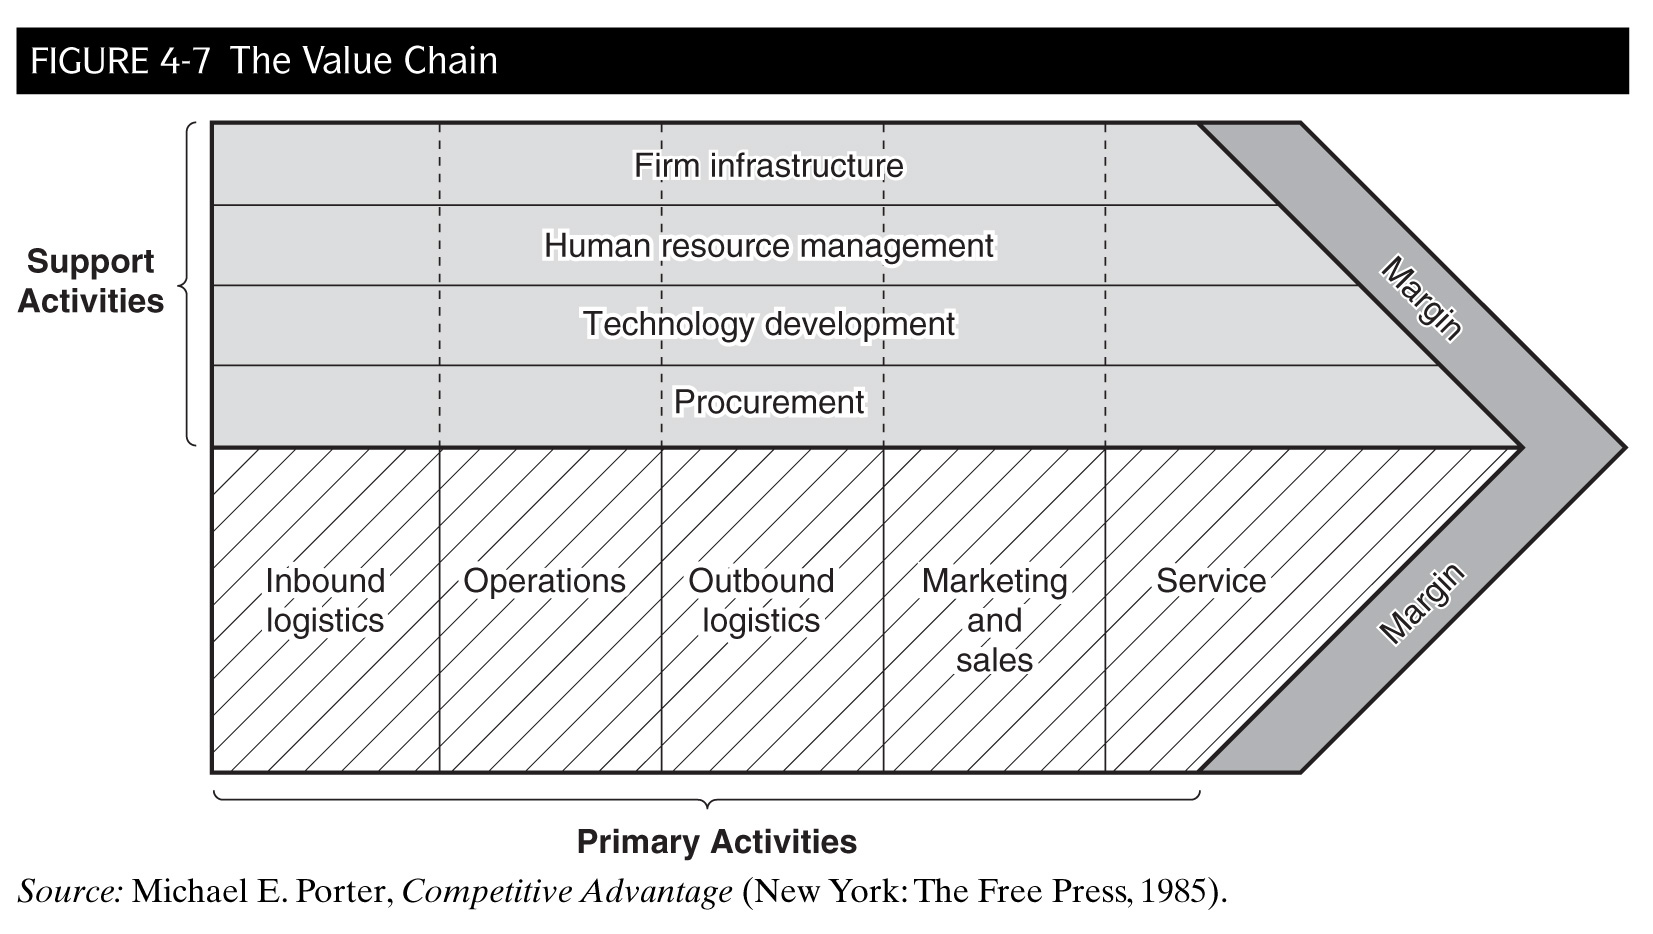 FIGURE 4-7 The Value Chain
Firm infrastructure
Human resource management
Technology development
Procurement
Support
Activities
Margin
Inbound
logistics
Operations
Outbound
logistics
Marketing
and
sales
Service
Margin
Primary Activities
Source: Michael E. Porter, Competitive Advantage (New York: The Free Press, 1985).